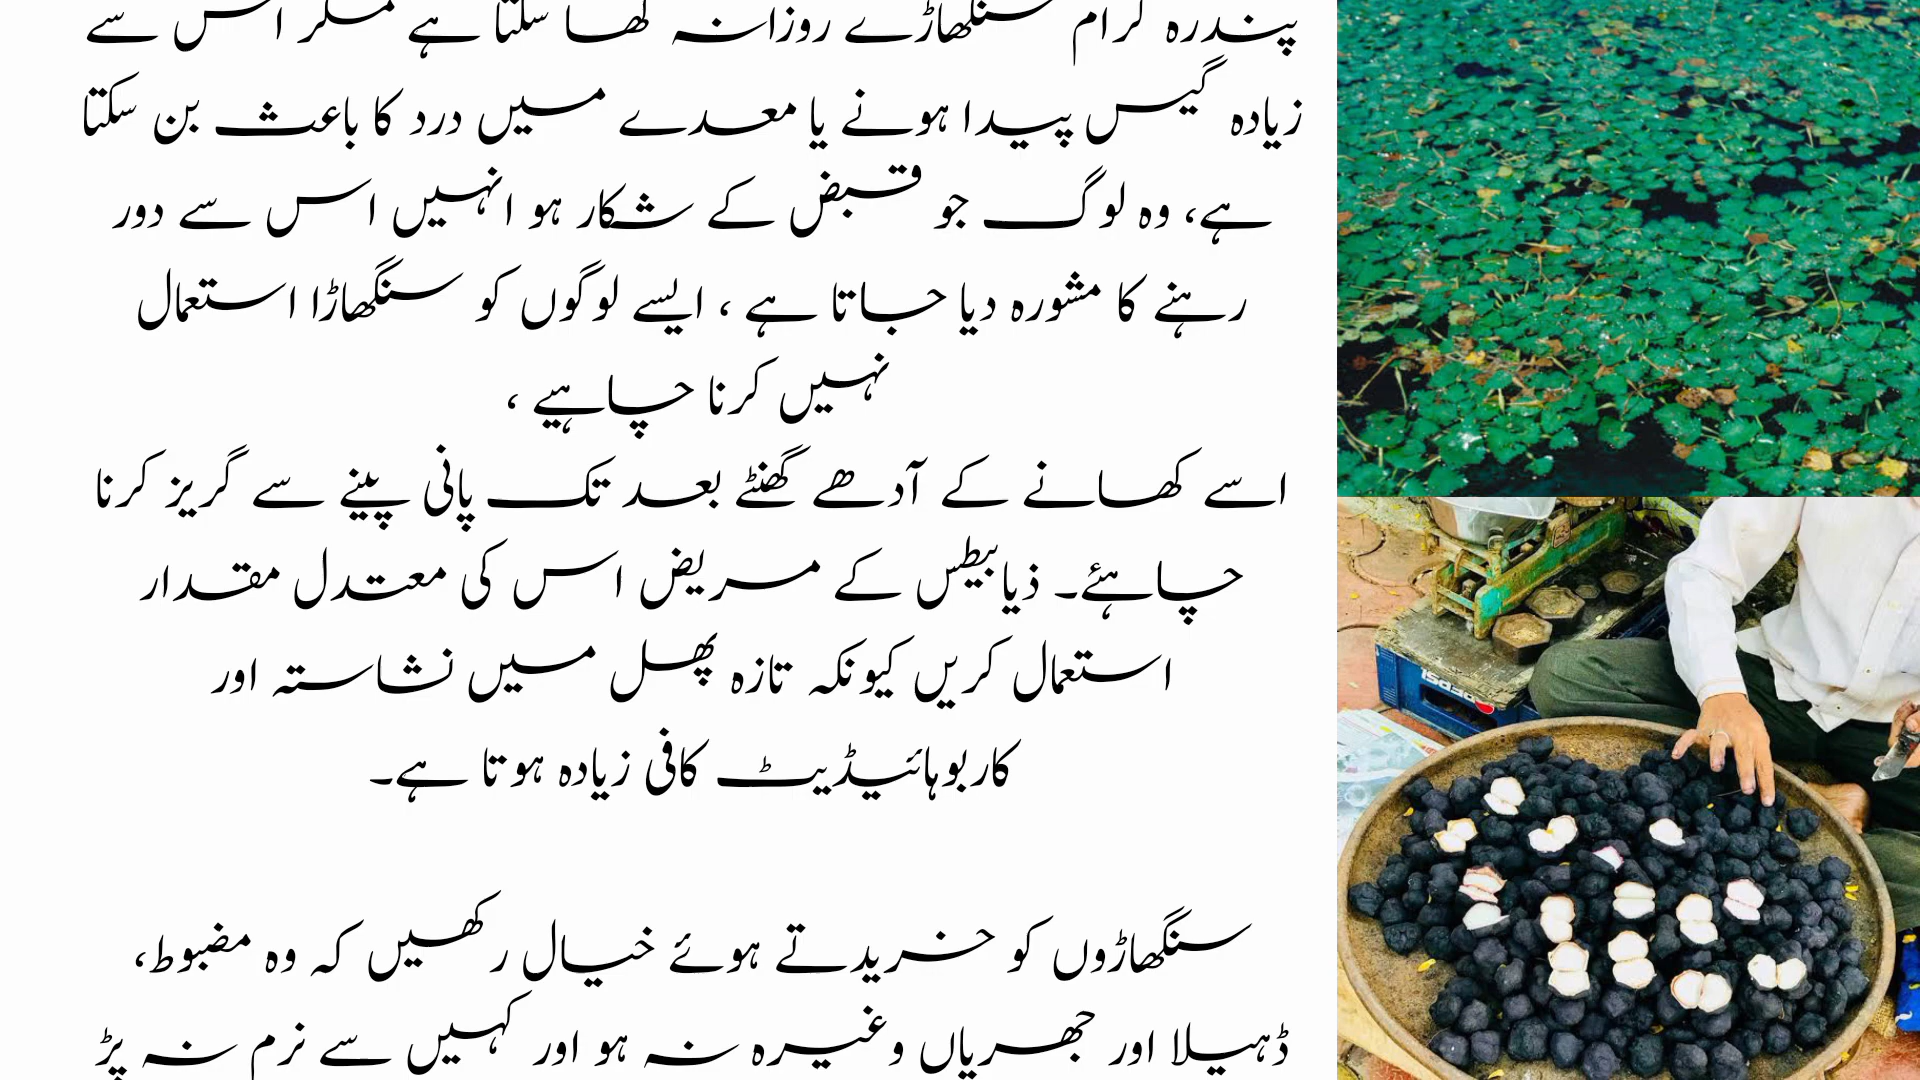 پندرہ گرام سنگھاڑے روزانہ کھا سکتا ہے مگر اس سے
زیادہ گیس پیدا ہونے یا معدے میں درد کا باعث بن سکتا
ہے، وہ لوگ جو قبض کے شکار ہو انہیں اس سے دور
رہنے کا مشورہ دیا جاتا ہے ، ایسے لوگوں کو سنگھاڑا استعمال
نہیں کرنا چاہیے ،
اسے کھانے کے آدھے گھنٹے بعد تک پانی پینے سے گریز کرنا
چاہئے۔ ذیابیطس کے مریض اس کی معتدل مقدار
استعمال کریں کیونکہ تازہ پھل میں نشاستہ اور
کاربوہائیڈیٹ کافی زیادہ ہوتا ہے۔
سنگھاڑوں کو خریدتے ہوئے خیال رکھیں کہ وہ مضبوط،
ڈہیلا اور جھریاں وغیرہ نہ ہو اور کہیں سے نرم نہ پڑ
PEPSI